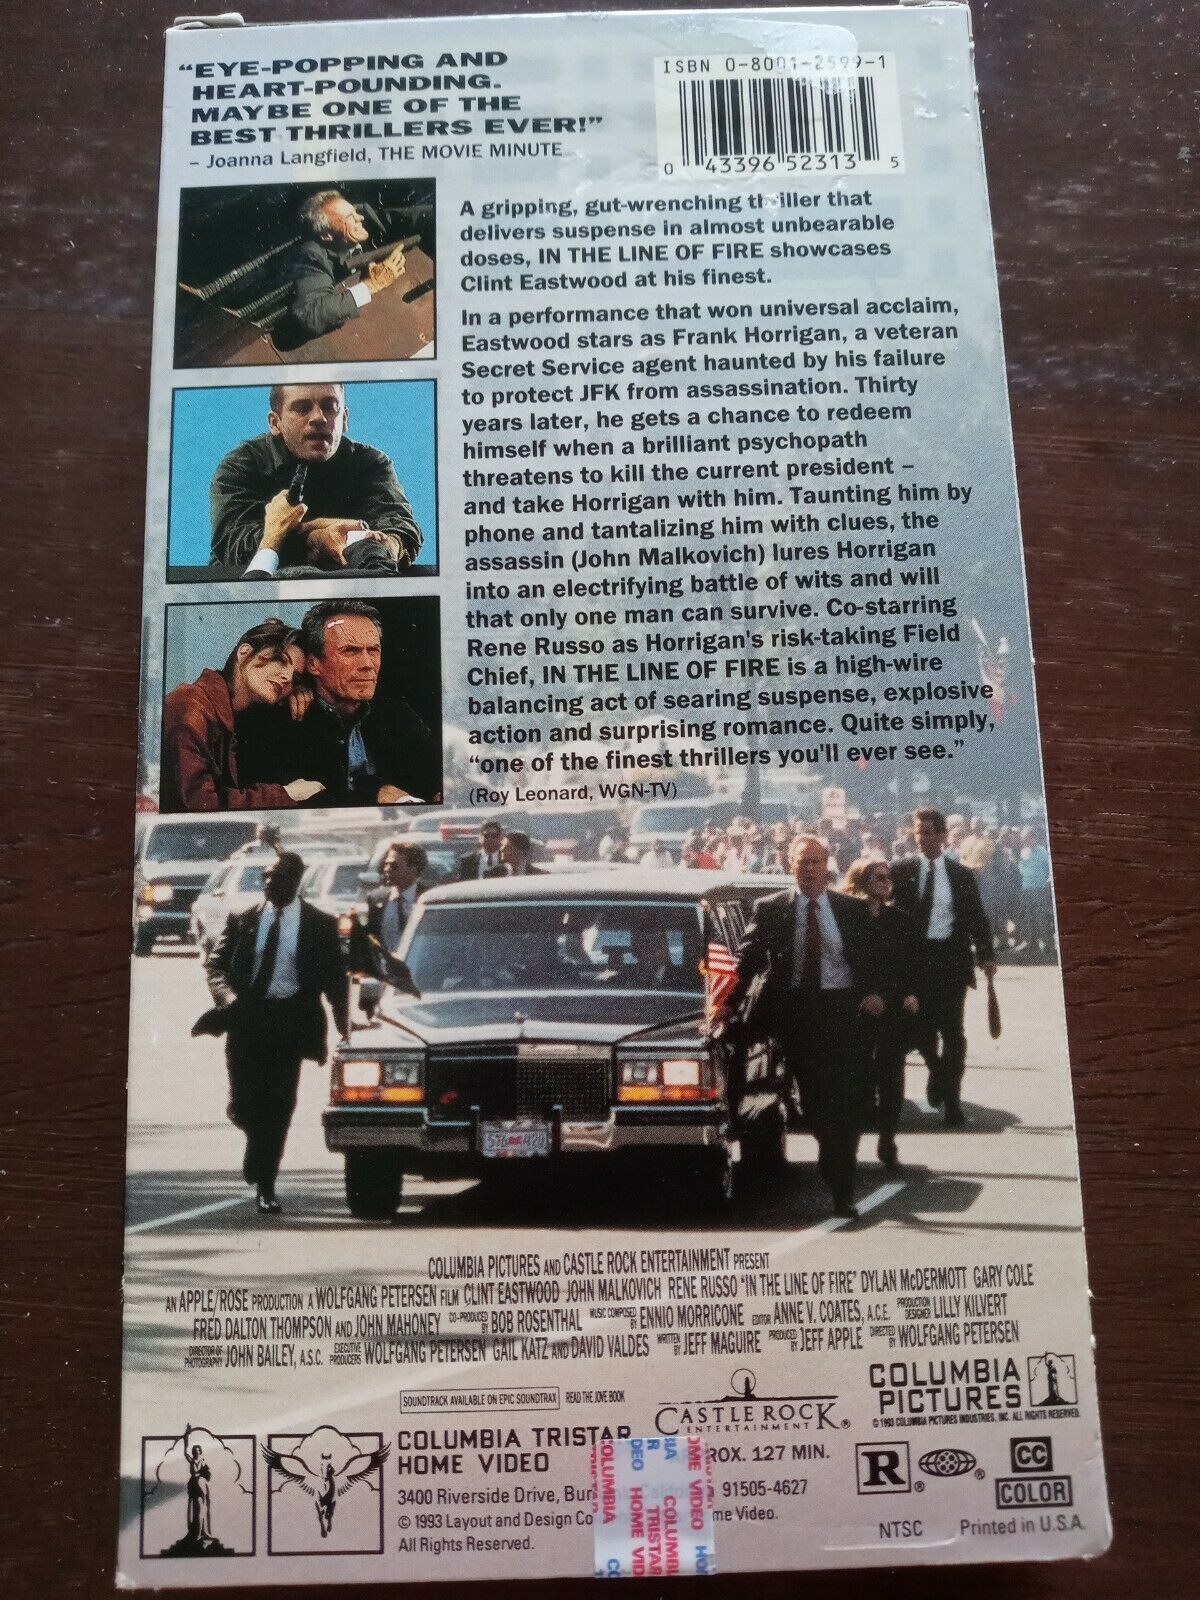 "EYE-POPPING AND
HEART-POUNDING.
MAYBE ONE OF THE
BEST THRILLERS EVER!"
– Joanna Langfield, THE MOVIE MINUTE
ISBN 0-8001-2599-1
0 43396 52313 5
A gripping, gut-wrenching thriller that
delivers suspense in almost unbearable
doses, IN THE LINE OF FIRE showcases
Clint Eastwood at his finest.
In a performance that won universal acclaim,
Eastwood stars as Frank Horrigan, a veteran
Secret Service agent haunted by his failure
to protect JFK from assassination. Thirty
years later, he gets a chance to redeem
himself when a brilliant psychopath
threatens to kill the current president –
and take Horrigan with him. Taunting him by
phone and tantalizing him with clues, the
assassin (John Malkovich) lures Horrigan
into an electrifying battle of wits and will
that only one man can survive. Co-starring
Rene Russo as Horrigan's risk-taking Field
Chief, IN THE LINE OF FIRE is a high-wire
balancing act of searing suspense, explosive
action and surprising romance. Quite simply,
"one of the finest thrillers you'll ever see."
(Roy Leonard, WGN-TV)
COLUMBIA PICTURES AND CASTLE ROCK ENTERTAINMENT PRESENT
AN APPLE/ROSE PRODUCTION A WOLFGANG PETERSEN FILM CLINT EASTWOOD JOHN MALKOVICH RENE RUSSO "IN THE LINE OF FIRE" DYLAN McDERMOTT GARY COLE
FRED DALTON THOMPSON AND JOHN MAHONEY CO-PRODUCED BY BOB ROSENTHAL MUSIC COMPOSED BY ENNIO MORRICONE EDITOR ANNE V. COATES, A.C.E. PRODUCTION DESIGNER LILLY KILVERT
DIRECTOR OF PHOTOGRAPHY JOHN BAILEY, A.S.C. EXECUTIVE PRODUCERS WOLFGANG PETERSEN GAIL KATZ AND DAVID VALDES WRITTEN BY JEFF MAGUIRE PRODUCED BY JEFF APPLE DIRECTED BY WOLFGANG PETERSEN
SOUNDTRACK AVAILABLE ON EPIC SOUNDTRAX READ THE JOVE BOOK
CASTLE ROCK®
ENTERTAINMENT
COLUMBIA
PICTURES
© 1993 COLUMBIA PICTURES INDUSTRIES, INC. ALL RIGHTS RESERVED.
COLUMBIA TRISTAR
HOME VIDEO
3400 Riverside Drive, 91505-4627
© 1993 Layout and Design Video.
All Rights Reserved.
127 MIN.
R®
CC
COLOR
NTSC Printed in U.S.A.
COLUMBIA
TRISTAR
HOME VIDEO